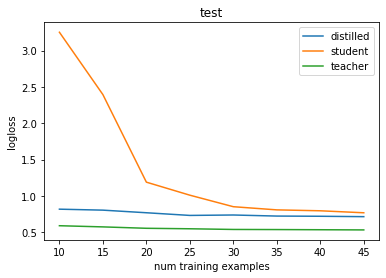 test
distilled
student
teacher
logloss
3.0
2.5
2.0
1.5
1.0
0.5
10 15 20 25 30 35 40 45
num training examples